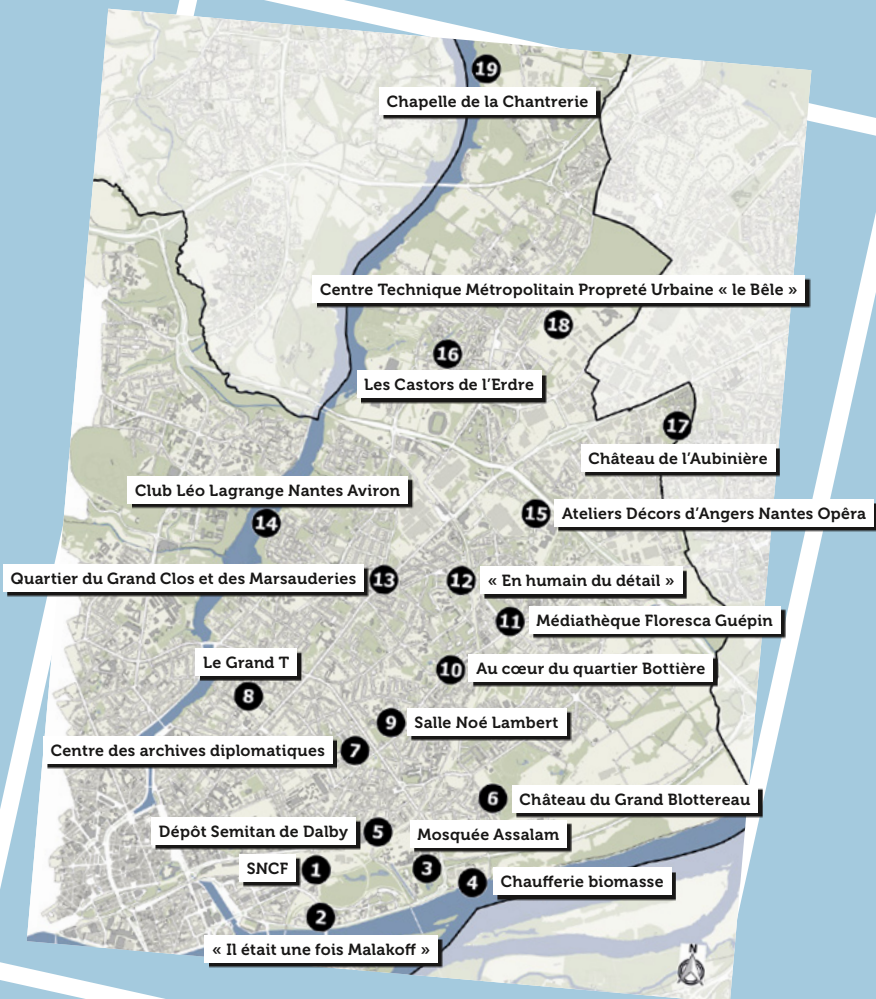 19
Chapelle de la Chantrerie
Centre Technique Métropolitain Propreté Urbaine « le Bêle »
18
16
Les Castors de l'Erdre
17
Château de l'Aubinière
Club Léo Lagrange Nantes Aviron
14
15 Ateliers Décors d'Angers Nantes Opêra
Quartier du Grand Clos et des Marsauderies 13
12 « En humain du détail »
11 Médiathèque Floresca Guépin
Le Grand T
8
10 Au cœur du quartier Bottière
9 Salle Noé Lambert
Centre des archives diplomatiques 7
6 Château du Grand Blottereau
Dépôt Semitan de Dalby 5
Mosquée Assalam
3
SNCF 1
4 Chaufferie biomasse
2
« Il était une fois Malakoff »
N